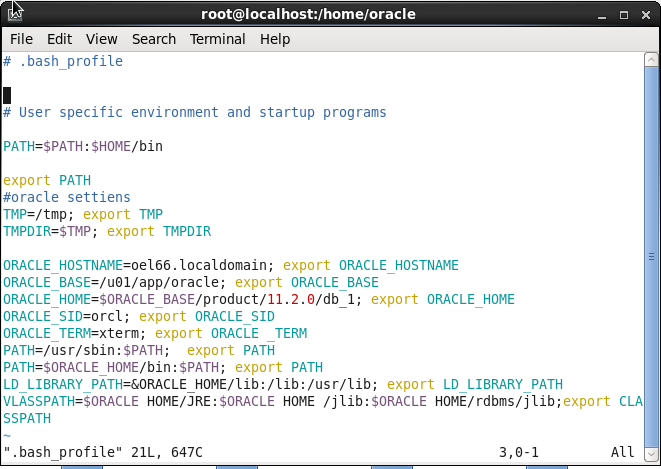 root@localhost:/home/oracle
File Edit View Search Terminal Help
# .bash_profile
# User specific environment and startup programs
PATH=$PATH:$HOME/bin
export PATH
#oracle settiens
TMP=/tmp; export TMP
TMPDIR=$TMP; export TMPDIR
ORACLE_HOSTNAME=oel66.localdomain; export ORACLE_HOSTNAME
ORACLE_BASE=/u01/app/oracle; export ORACLE_BASE
ORACLE_HOME=$ORACLE_BASE/product/11.2.0/db_1; export ORACLE_HOME
ORACLE_SID=orcl; export ORACLE_SID
ORACLE_TERM=xterm; export ORACLE _TERM
PATH=/usr/sbin:$PATH;  export PATH
PATH=$ORACLE_HOME/bin:$PATH; export PATH
LD_LIBRARY_PATH=&ORACLE_HOME/lib:/lib:/usr/lib; export LD_LIBRARY_PATH
VLASSPATH=$ORACLE HOME/JRE:$ORACLE HOME /jlib:$ORACLE HOME/rdbms/jlib;export CLA
SSPATH
~
".bash_profile" 21L, 647C 3,0-1 All